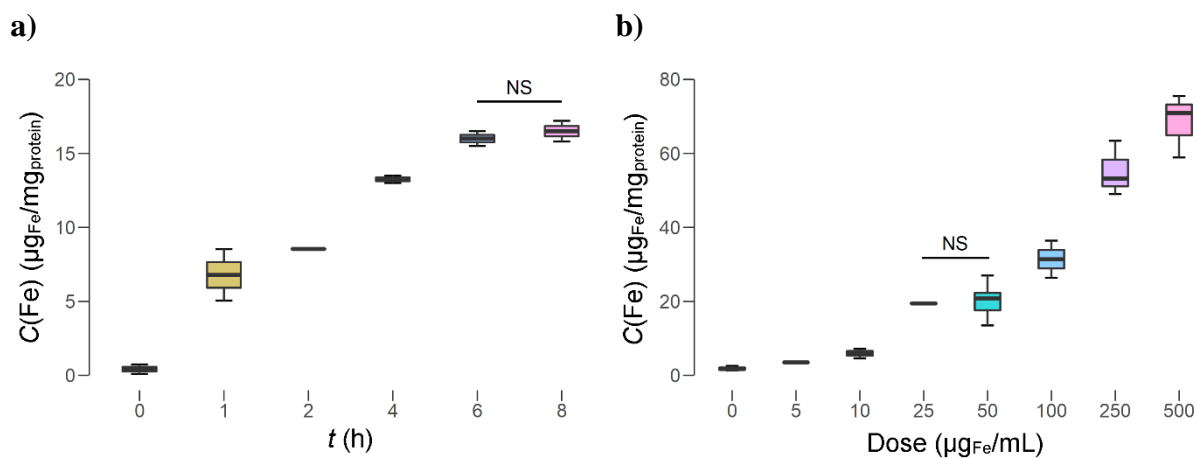 a)
20
15
10
5
0
C(Fe) (µgFe/mgprotein)
NS
0 1 2 4 6 8
t (h)
b)
80
60
40
20
0
C(Fe) (µgFe/mgprotein)
NS
0 5 10 25 50 100 250 500
Dose (µgFe/mL)